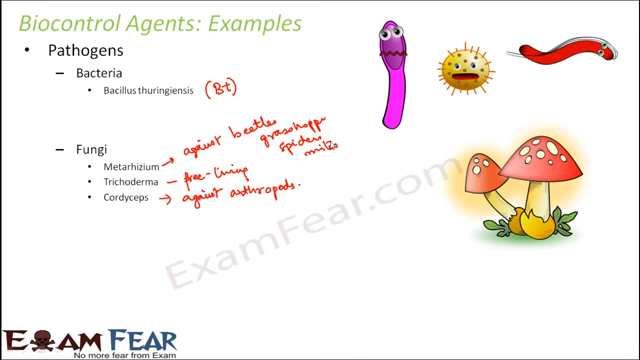 Biocontrol Agents: Examples
• Pathogens
– Bacteria
• Bacillus thuringiensis (Bt)
– Fungi
• Metarhizium → against beetles
grasshopper
spider
mites
• Trichoderma – free-living
• Cordyceps → against arthropods.
ExamFear.com
EXAM FEAR
No more fear from Exam